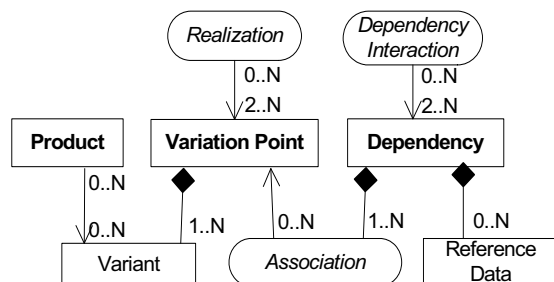 Realization
Dependency
Interaction
0..N
0..N
2..N
2..N
Product
Variation Point
Dependency
0..N
0..N
1..N
0..N
1..N
0..N
Variant
Association
Reference
Data